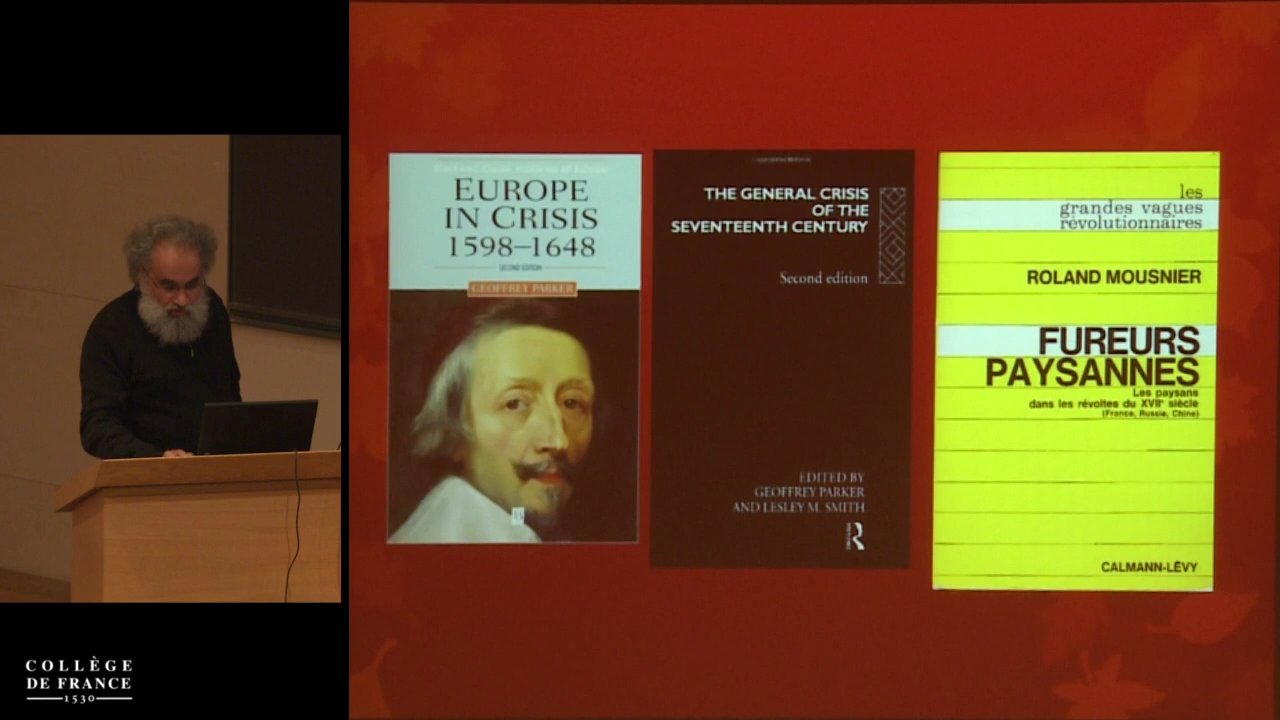 EUROPE
IN CRISIS
1598–1648
SECOND EDITION
GEOFFREY PARKER
THE GENERAL CRISIS
OF THE
SEVENTEENTH CENTURY
Second edition
EDITED BY
GEOFFREY PARKER
AND LESLEY M. SMITH
les
grandes vagues
révolutionnaires
ROLAND MOUSNIER
FUREURS
PAYSANNES
Les paysans
dans les révoltes du XVIIe siècle
(France, Russie, Chine)
CALMANN-LÉVY
COLLÈGE
DE FRANCE
1530